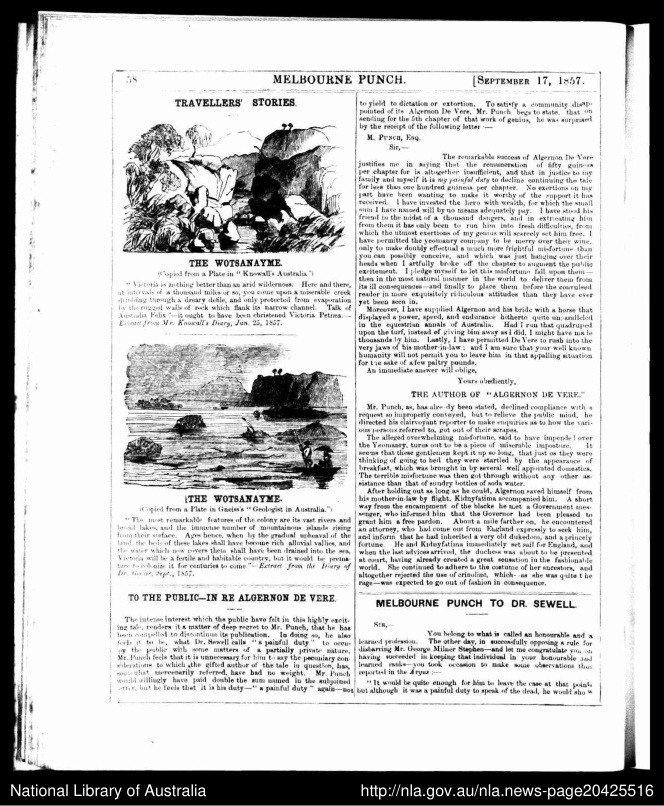 58
MELBOURNE PUNCH.
[SEPTEMBER 17, 1857.
TRAVELLERS' STORIES.
THE WOTSANAYME.
(Copied from a Plate in "Knowall's Australia.")
"Victoria is nothing better than an arid wilderness. Here and there,
at intervals of a thousand miles or so, you come upon a miserable creek
dribbling through a dreary defile, and only protected from evaporation
by the rugged walls of rock which flank its narrow channel. Talk of
Australia Felix—it ought to have been christened Victoria Petræa.—
Extract from Mr. Knowall's Diary, Jan. 25, 1857.
THE WOTSANAYME.
(Copied from a Plate in Gneiss's "Geologist in Australia.")
"The most remarkable features of the colony are its vast rivers and
broad lakes, and the immense number of mountainous islands rising
from their surface. Ages hence, when by the gradual upheaval of the
land, the beds of these lakes shall have become rich alluvial vallies, and
the water which now covers them shall have been drained into the sea,
Victoria will be a fertile and habitable country, but it would be prema-
ture to colonize it for centuries to come."—Extract from the Diary of
Dr. Gneiss, Sept., 1857.
TO THE PUBLIC—IN RE ALGERNON DE VERE.
The intense interest which the public have felt in this highly excit-
ing tale, renders it a matter of deep regret to Mr. Punch, that he has
been compelled to discontinue its publication. In doing so, he also
feels it to be, what Dr. Sewell calls "a painful duty" to occu-
py the public with some matters of a partially private nature.
Mr. Punch feels that it is unnecessary for him to say the pecuniary con-
siderations to which the gifted author of the tale in question, has,
somewhat mercenarily referred, have had no weight. Mr. Punch
would willingly have paid double the sum named in the subjoined
letter, but he feels that it is his duty—"a painful duty" again—not
to yield to dictation or extortion. To satisfy a community disap-
pointed of its Algernon De Vere, Mr. Punch begs to state, that on
sending for the 5th chapter of that work of genius, he was surprised
by the receipt of the following letter :—
M. PUNCH, ESQ.
Sir,—
The remarkable success of Algernon De Vere
justifies me in saying that the remuneration of fifty guineas
per chapter for is altogether insufficient, and that in justice to my
family and myself it is my painful duty to decline continuing the tale
for less than one hundred guineas per chapter. No exertions on my
part have been wanting to make it worthy of the support it has
received. I have invested the hero with wealth, for which the small
sum I have named will by no means adequately pay. I have stood his
friend in the midst of a thousand dangers, and in extricating him
from them it has only been to run him into fresh difficulties, from
which the utmost exertions of my genius will scarcely set him free. I
have permitted the yeomanry company to be merry over their wine,
only to make doubly effectual a much more frightful misfortune than
you can possibly conceive, and which was just hanging over their
heads when I artfully broke off the chapter to augment the public
excitement. I pledge myself to let this misfortune fall upon them—
then in the most natural manner in the world to deliver them from
its ill consequences—and finally to place them before the convulsed
reader in more exquisitely ridiculous attitudes than they have ever
yet been seen in.
Moreover, I have supplied Algernon and his bride with a horse that
displayed a power, speed, and endurance hitherto quite unparalleled
in the equestrian annals of Australia. Had I run that quadruped
upon the turf, instead of giving him away as I did, I might have made
thousands by him. Lastly, I have permitted De Vere to rush into the
very jaws of his mother-in-law; and I am sure that your well known
humanity will not permit you to leave him in that appalling situation
for the sake of a few paltry pounds.
An immediate answer will oblige,
Yours obediently,
THE AUTHOR OF "ALGERNON DE VERE."
Mr. Punch, as, has already been stated, declined compliance with a
request so improperly conveyed, but to relieve the public mind, he
directed his clairvoyant reporter to make enquiries as to how the vari-
ous persons referred to, got out of their scrapes.
The alleged overwhelming misfortune, said to have impended over
the Yeomanry, turns out to be a piece of miserable imposture. It
seems that these gentlemen kept it up so long, that just as they were
thinking of going to bed they were startled by the appearance of
breakfast, which was brought in by several well appointed domestics.
The terrible misfortune was then got through without any other as-
sistance than that of sundry bottles of soda water.
After holding out as long as he could, Algernon saved himself from
his mother-in-law by flight. Kidnyfatima accompanied him. A short
way from the encampment of the blacks he met a Government mes-
senger, who informed him that the Governor had been pleased to
grant him a free pardon. About a mile farther on, he encountered
an attorney, who had come out from England expressly to seek him,
and inform that he had inherited a very old dukedom, and a princely
fortune. He and Kidnyfatima immediately set sail for England, and
when the last advices arrived, the duchess was about to be presented
at court, having already created a great sensation in the fashionable
world. She continued to adhere to the costume of her ancestors, and
altogether rejected the use of crinoline, which—as she was quite the
rage—was expected to go out of fashion in consequence.
MELBOURNE PUNCH TO DR. SEWELL.
SIR,—
You belong to what is called an honourable and a
learned profession. The other day, in successfully opposing a rule for
disbarring Mr. George Milner Stephen—and let me congratulate you on
having succeeded in keeping that individual in your honourable and
learned ranks—you took occasion to make some observations thus
reported in the Argus :—
"It would be quite enough for him to leave the case at that point,
but although it was a painful duty to speak of the dead, he would show
National Library of Australia
http://nla.gov.au/nla.news-page20425516